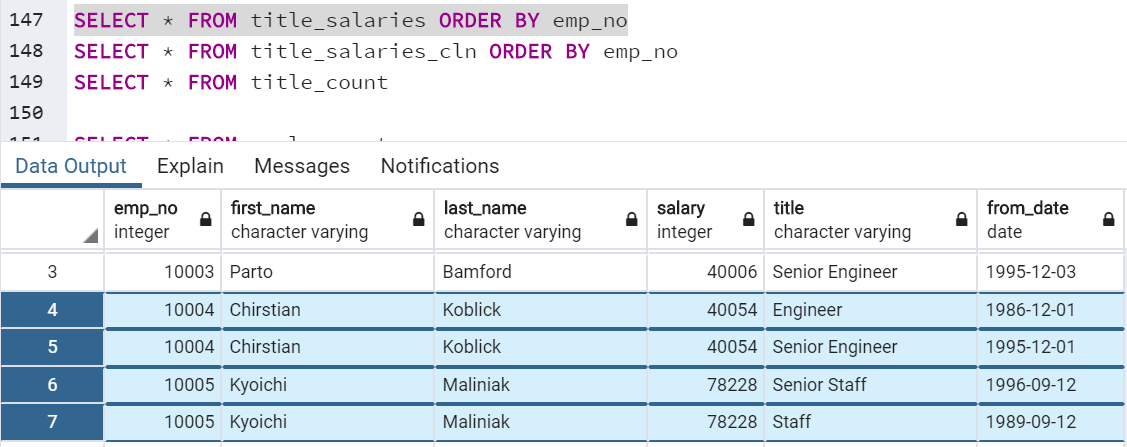 147 SELECT * FROM title_salaries ORDER BY emp_no
148 SELECT * FROM title_salaries_cln ORDER BY emp_no
149 SELECT * FROM title_count
150
151 SELECT * FROM
Data Output Explain Messages Notifications
emp_no first_name last_name salary title from_date
integer character varying character varying integer character varying date
3 10003 Parto Bamford 40006 Senior Engineer 1995-12-03
4 10004 Chirstian Koblick 40054 Engineer 1986-12-01
5 10004 Chirstian Koblick 40054 Senior Engineer 1995-12-01
6 10005 Kyoichi Maliniak 78228 Senior Staff 1996-09-12
7 10005 Kyoichi Maliniak 78228 Staff 1989-09-12